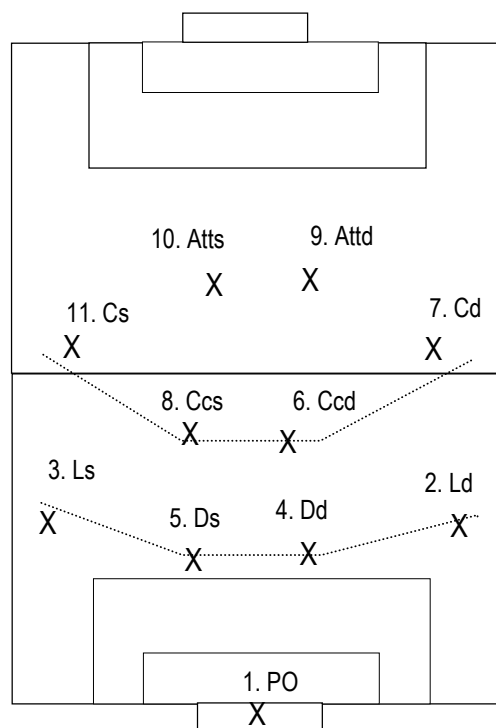 9. Attd
10. Atts
11. Cs
7. Cd
X
X
X
X
8. Ccs
6. Ccd
X
X
3. Ls
2. Ld
5. Ds
4. Dd
X
X
X
X
1. PO
X